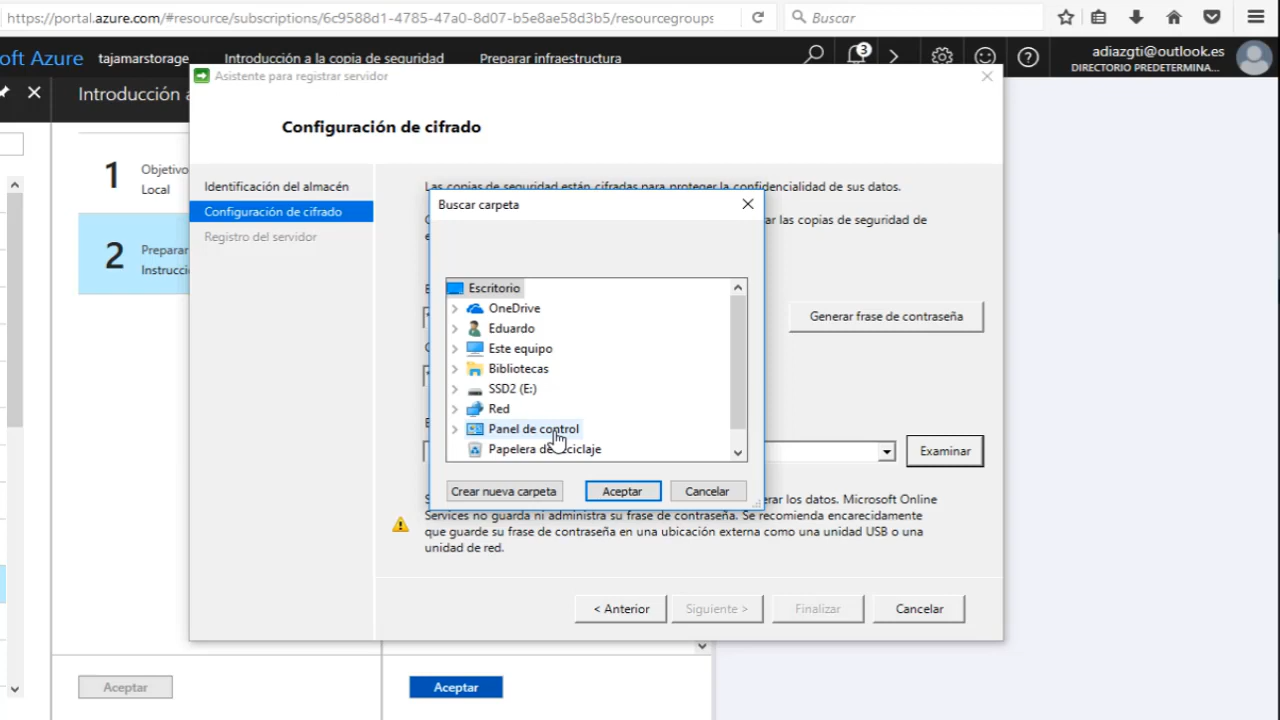 https://portal.azure.com/#resource/subscriptions/6c9588d1-4785-47a0-8d07-b5e8ae58d3b5/resourcegroups
Buscar
oft Azure
tajamarstorage
Introducción a la copia de seguridad
Preparar infraestructura
3
adiazgti@outlook.es
DIRECTORIO PREDETERMINA...
Introducción a
Asistente para registrar servidor
Configuración de cifrado
1
Objetivo
Local
2
Preparar
Instrucci
Identificación del almacén
Configuración de cifrado
Registro del servidor
Las copias de seguridad están cifradas para proteger la confidencialidad de sus datos.
ar las copias de seguridad de
Buscar carpeta
Escritorio
OneDrive
Eduardo
Este equipo
Bibliotecas
SSD2 (E:)
Red
Panel de control
Papelera de reciclaje
Crear nueva carpeta
Aceptar
Cancelar
Generar frase de contraseña
Examinar
erar los datos. Microsoft Online
Services no guarda ni administra su frase de contraseña. Se recomienda encarecidamente
que guarde su frase de contraseña en una ubicación externa como una unidad USB o una
unidad de red.
< Anterior
Siguiente >
Finalizar
Cancelar
Aceptar
Aceptar